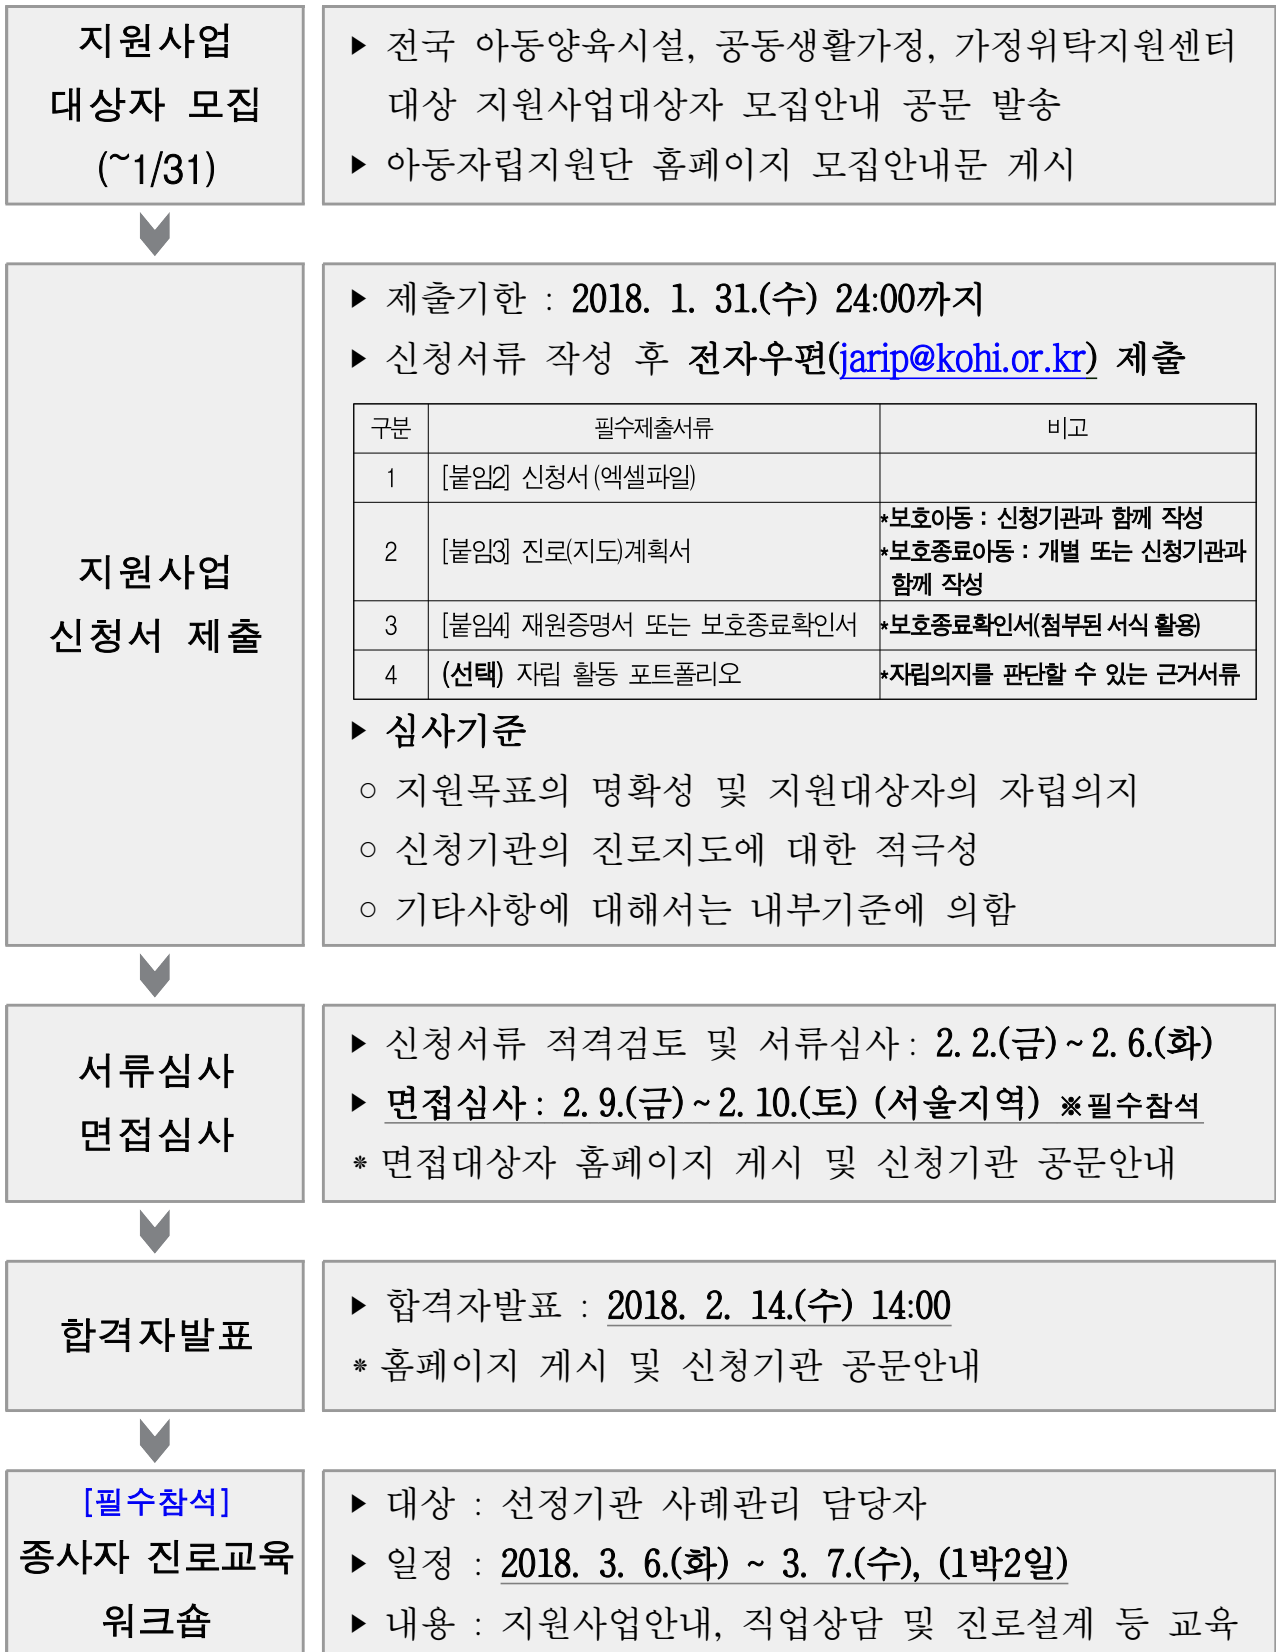 지원사업
대상자 모집
(~1/31)
▶ 전국 아동양육시설, 공동생활가정, 가정위탁지원센터
대상 지원사업대상자 모집안내 공문 발송
▶ 아동자립지원단 홈페이지 모집안내문 게시
지원사업
신청서 제출
▶ 제출기한 : 2018. 1. 31.(수) 24:00까지
▶ 신청서류 작성 후 전자우편(jarip@kohi.or.kr) 제출
구분 필수제출서류 비고
1 [붙임2] 신청서(엑셀파일)
2 [붙임3] 진로(지도)계획서
*보호아동 : 신청기관과 함께 작성
*보호종료아동 : 개별 또는 신청기관과
함께 작성
3 [붙임4] 재원증명서 또는 보호종료확인서 *보호종료확인서(첨부된 서식 활용)
4 (선택) 자립 활동 포트폴리오 *자립의지를 판단할 수 있는 근거서류
▶ 심사기준
○ 지원목표의 명확성 및 지원대상자의 자립의지
○ 신청기관의 진로지도에 대한 적극성
○ 기타사항에 대해서는 내부기준에 의함
서류심사
면접심사
▶ 신청서류 적격검토 및 서류심사 : 2. 2.(금) ~ 2. 6.(화)
▶ 면접심사 : 2. 9.(금) ~ 2. 10.(토) (서울지역) ※필수참석
* 면접대상자 홈페이지 게시 및 신청기관 공문안내
합격자발표
▶ 합격자발표 : 2018. 2. 14.(수) 14:00
* 홈페이지 게시 및 신청기관 공문안내
[필수참석]
종사자 진로교육
워크숍
▶ 대상 : 선정기관 사례관리 담당자
▶ 일정 : 2018. 3. 6.(화) ~ 3. 7.(수), (1박2일)
▶ 내용 : 지원사업안내, 직업상담 및 진로설계 등 교육